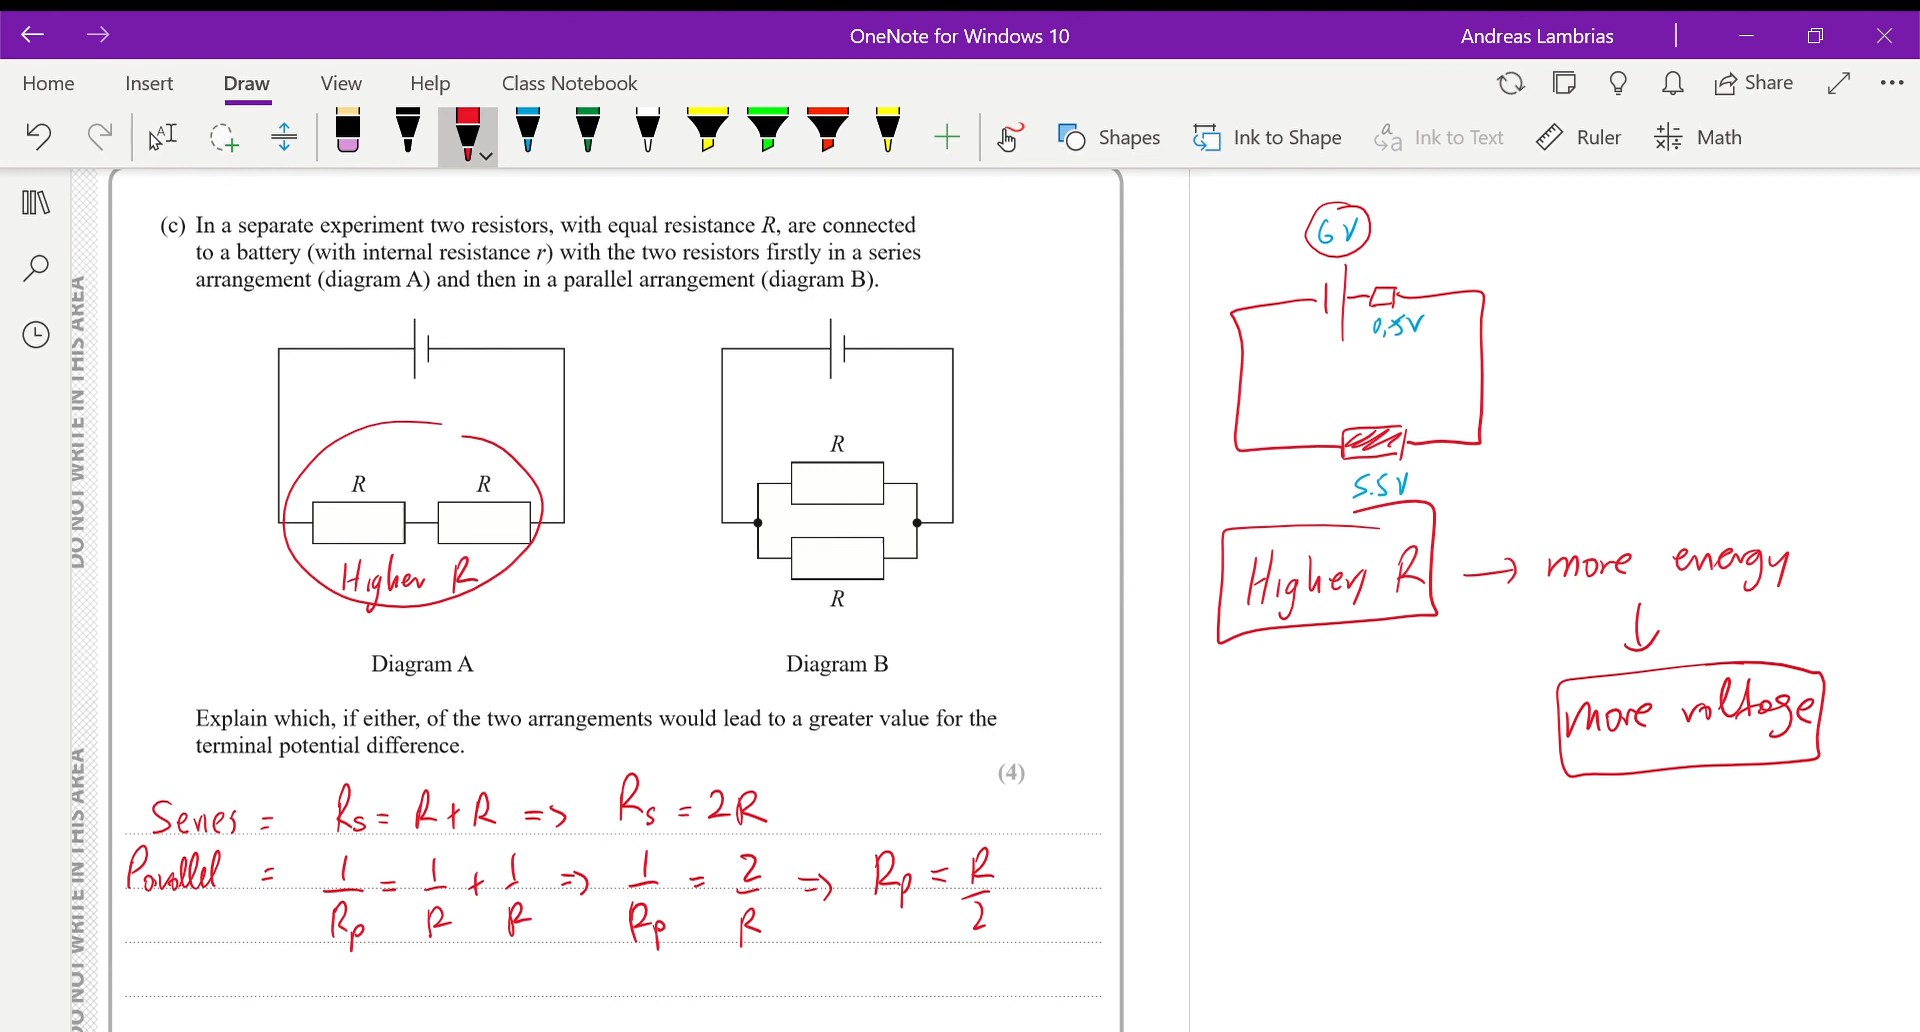 OneNote for Windows 10
Andreas Lambrias
Home Insert Draw View Help Class Notebook
Share
Shapes Ink to Shape Ink to Text Ruler Math
DO NOT WRITE IN THIS AREA
DO NOT WRITE IN THIS AREA
(c) In a separate experiment two resistors, with equal resistance R, are connected
to a battery (with internal resistance r) with the two resistors firstly in a series
arrangement (diagram A) and then in a parallel arrangement (diagram B).
R R
Higher R
Diagram A
R
R
Diagram B
Explain which, if either, of the two arrangements would lead to a greater value for the
terminal potential difference.
(4)
Series = Rs = R + R => Rs = 2R
Parallel = 1/Rp = 1/R + 1/R => 1/Rp = 2/R => Rp = R/2
6 V
0,5V
5.5 V
Higher R → more energy
↓
more voltage